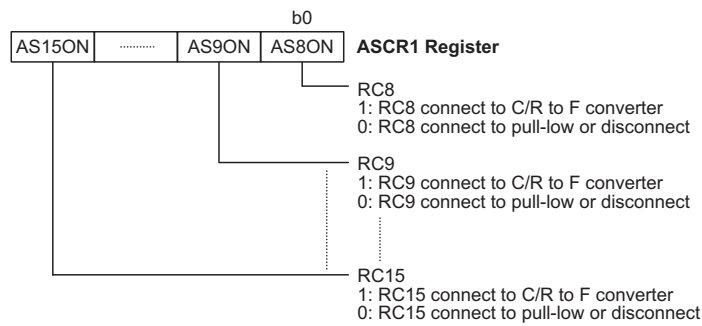 b0
AS15ON ........... AS9ON AS8ON ASCR1 Register
RC8
1: RC8 connect to C/R to F converter
0: RC8 connect to pull-low or disconnect
RC9
1: RC9 connect to C/R to F converter
0: RC9 connect to pull-low or disconnect
RC15
1: RC15 connect to C/R to F converter
0: RC15 connect to pull-low or disconnect